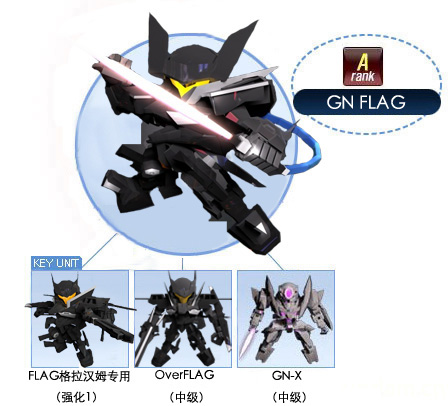 A
rank
GN FLAG
KEY UNIT
FLAG格拉汉姆专用
（强化1）
OverFLAG
（中级）
GN-X
（中级）